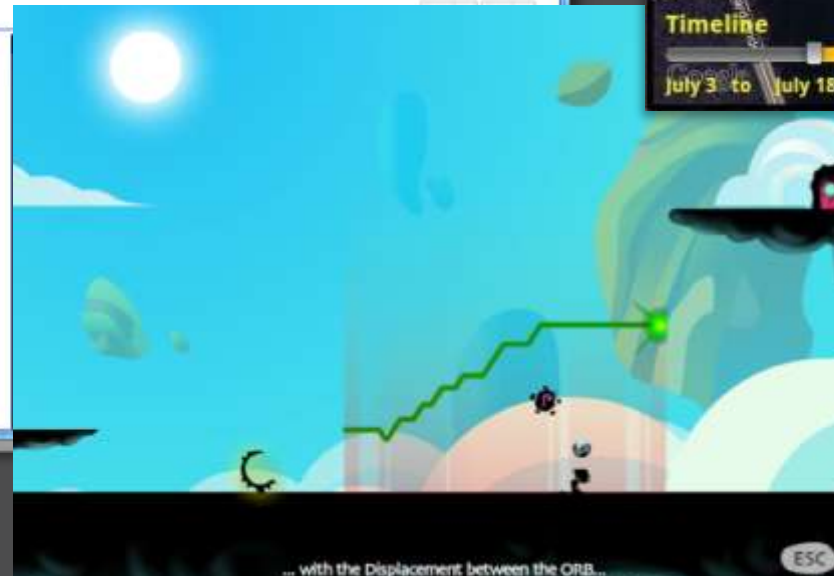 Timeline
July 3 to July 18
... with the Displacement between the ORB...
ESC